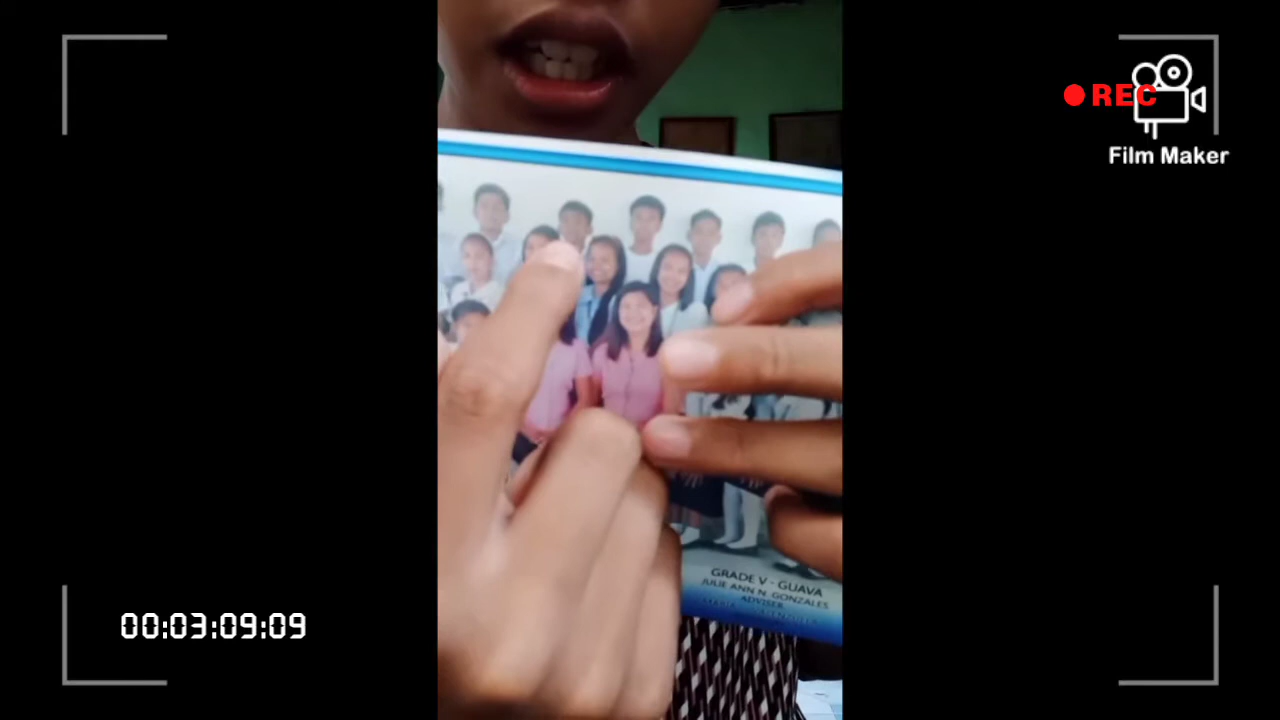 REC
Film Maker
GRADE V - GUAVA
JULIE ANN N. GONZALES
ADVISER
00:03:09:09